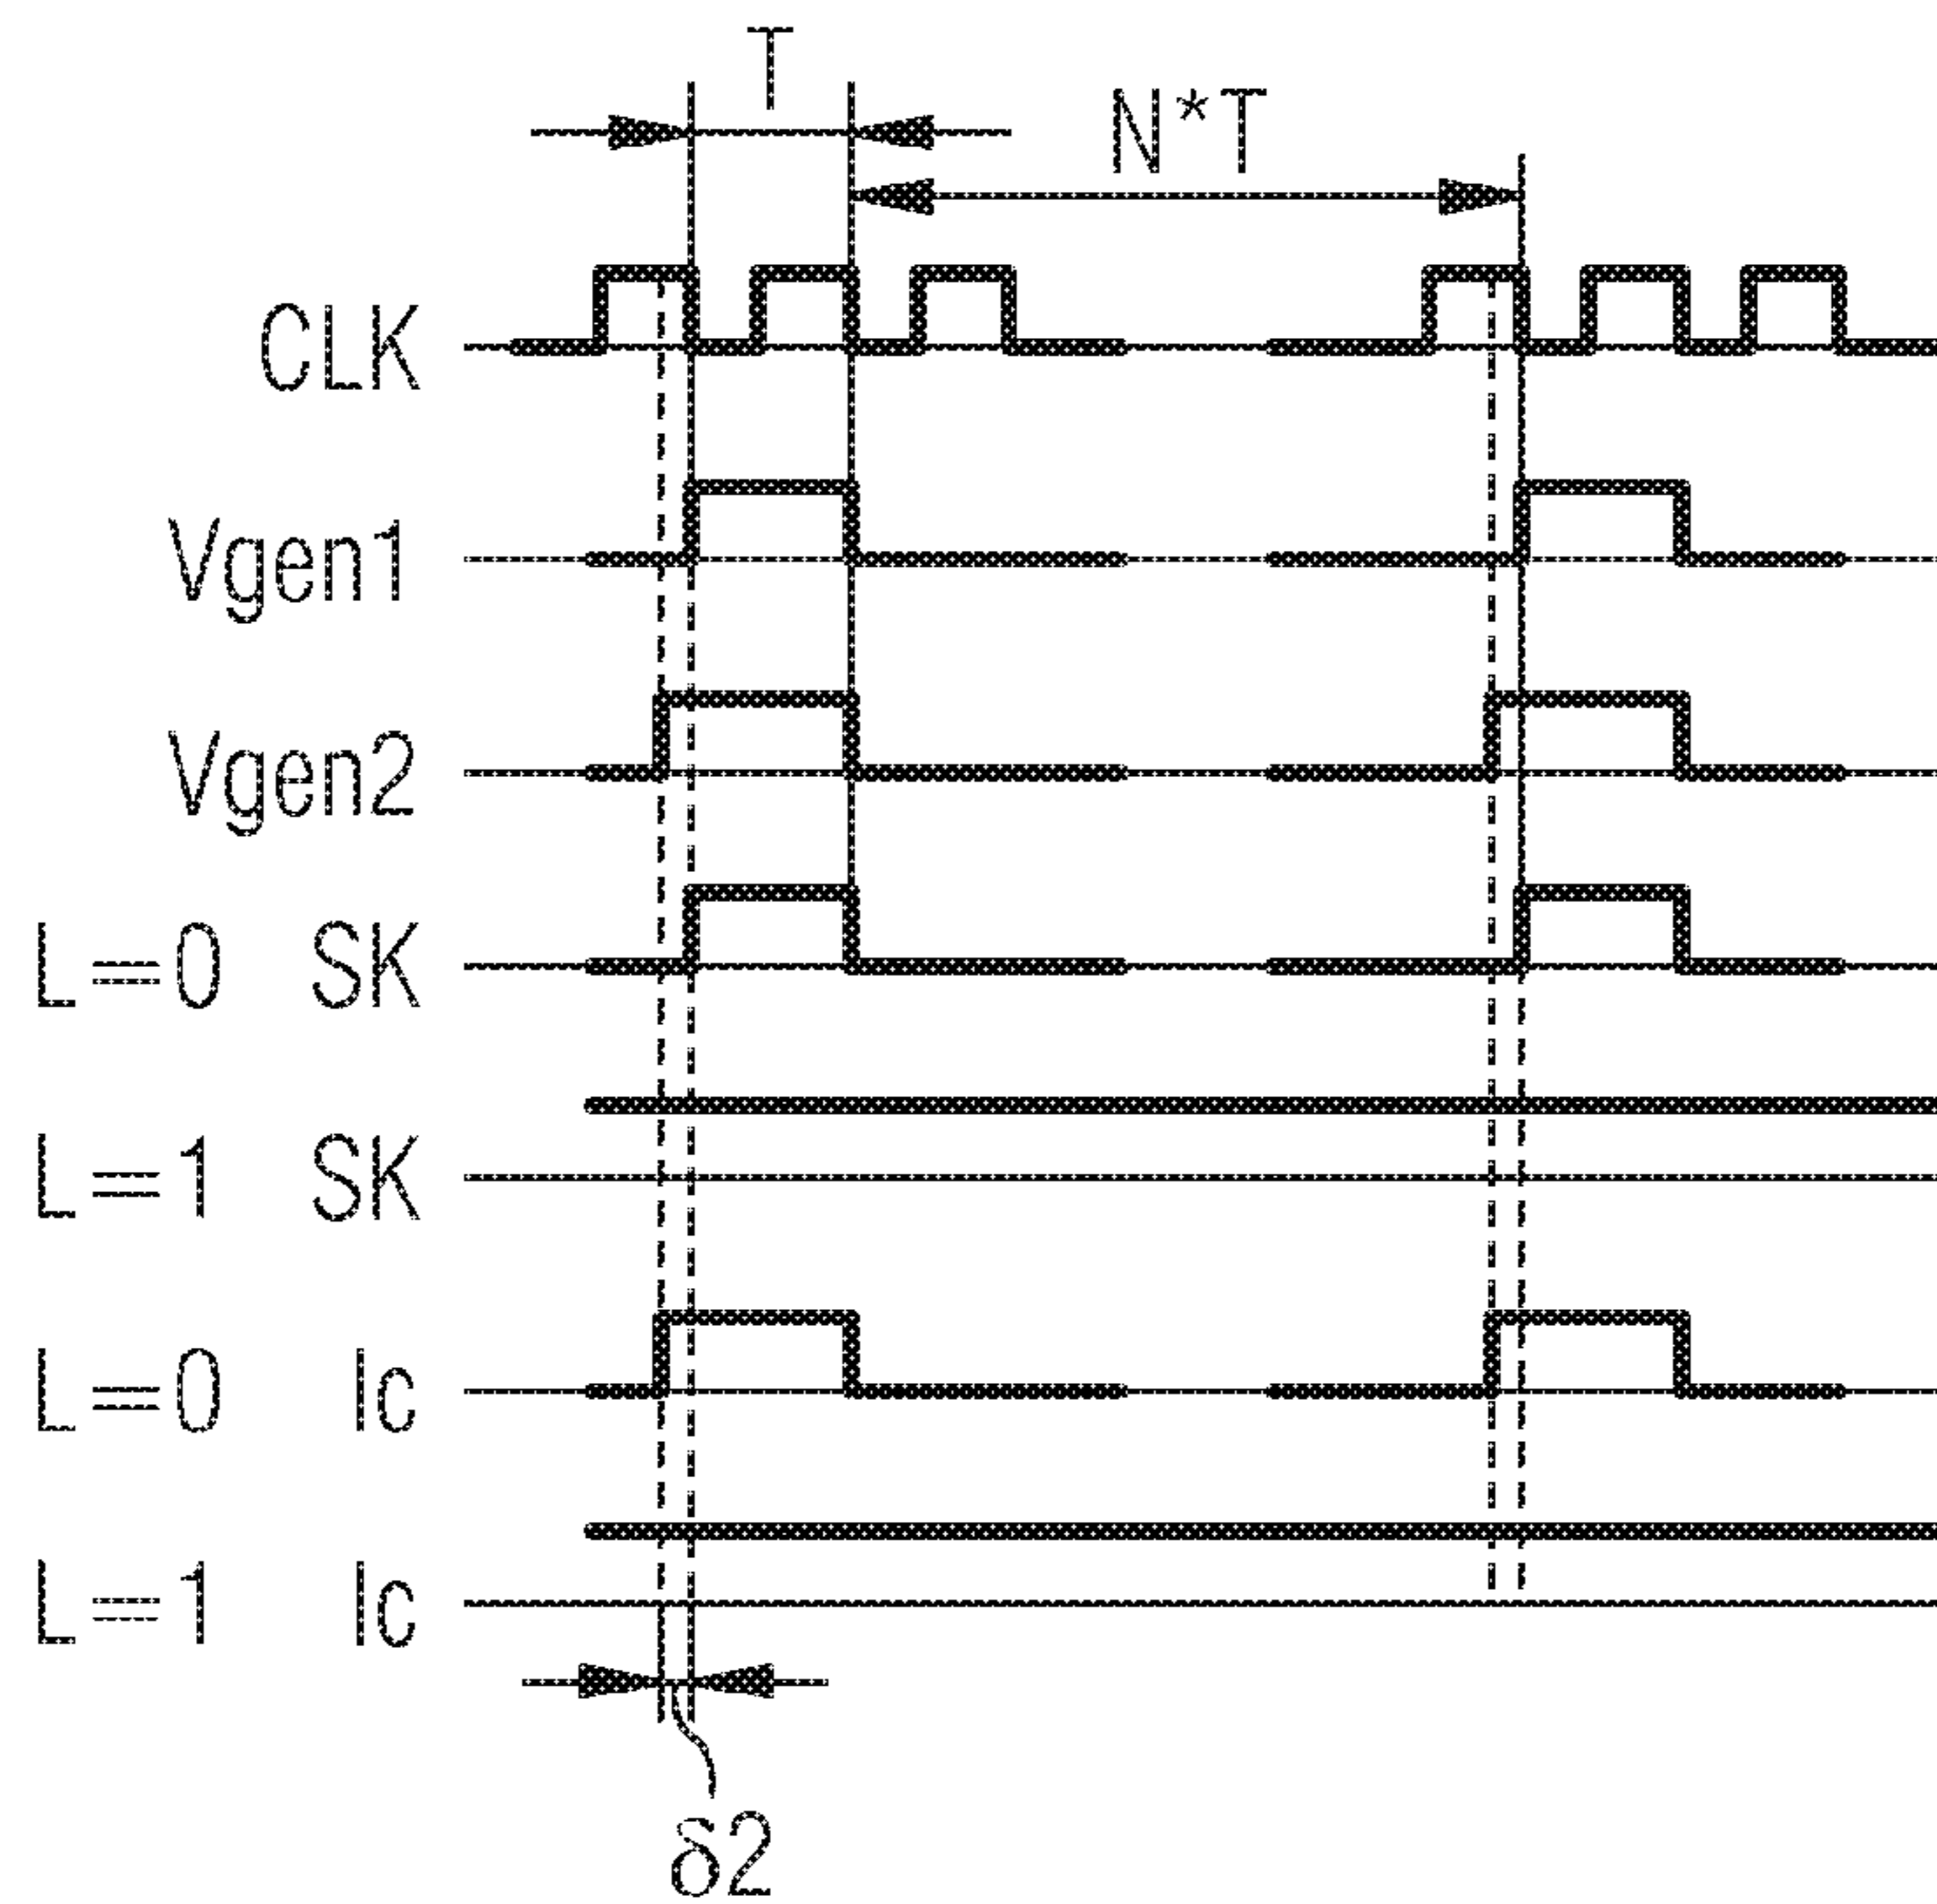 T
N*T
CLK
Vgen1
Vgen2
L=0 SK
L=1 SK
L=0 Ic
L=1 Ic
δ2